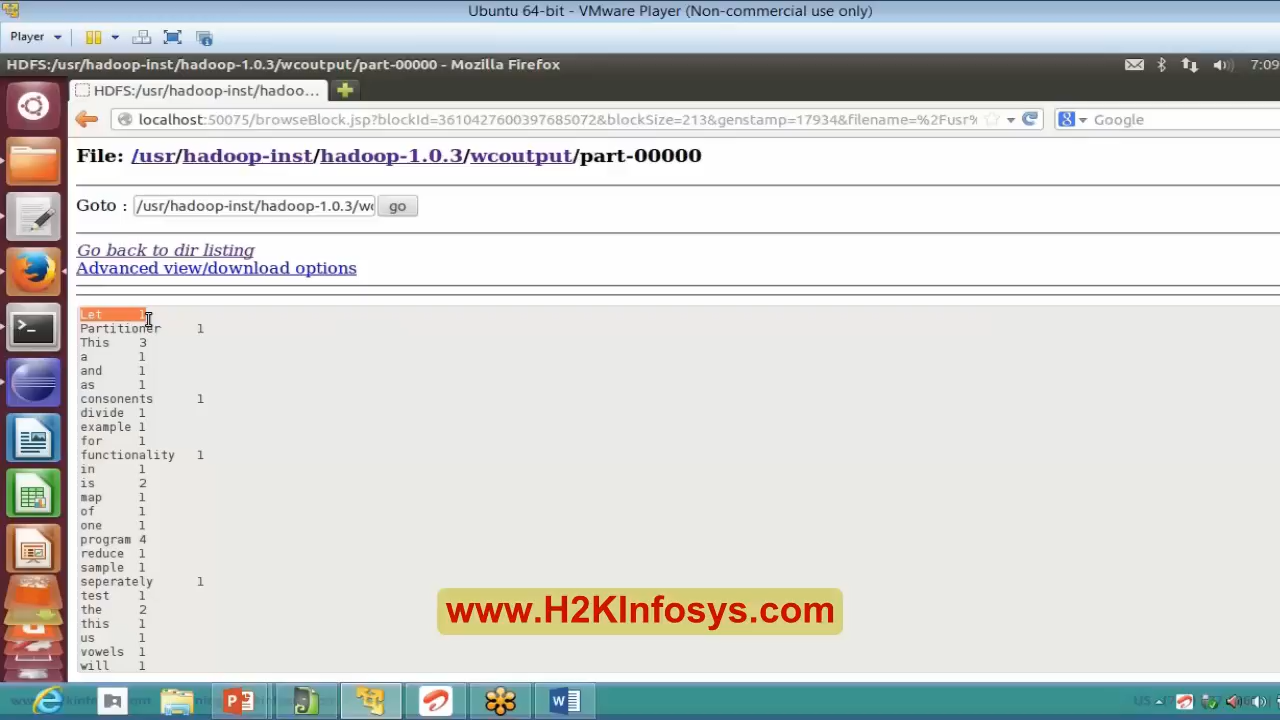 Ubuntu 64-bit - VMware Player (Non-commercial use only)
Player
HDFS:/usr/hadoop-inst/hadoop-1.0.3/wcoutput/part-00000 - Mozilla Firefox
7:09
HDFS:/usr/hadoop-inst/hadoo...
localhost:50075/browseBlock.jsp?blockId=3610427600397685072&blockSize=213&genstamp=17934&filename=%2Fusr%
Google
File: /usr/hadoop-inst/hadoop-1.0.3/wcoutput/part-00000
Goto : /usr/hadoop-inst/hadoop-1.0.3/wc go
Go back to dir listing
Advanced view/download options
Let 1
Partitioner 1
This 3
a 1
and 1
as 1
consonents 1
divide 1
example 1
for 1
functionality 1
in 1
is 2
map 1
of 1
one 1
program 4
reduce 1
sample 1
seperately 1
test 1
the 2
this 1
us 1
vowels 1
will 1
www.H2KInfosys.com